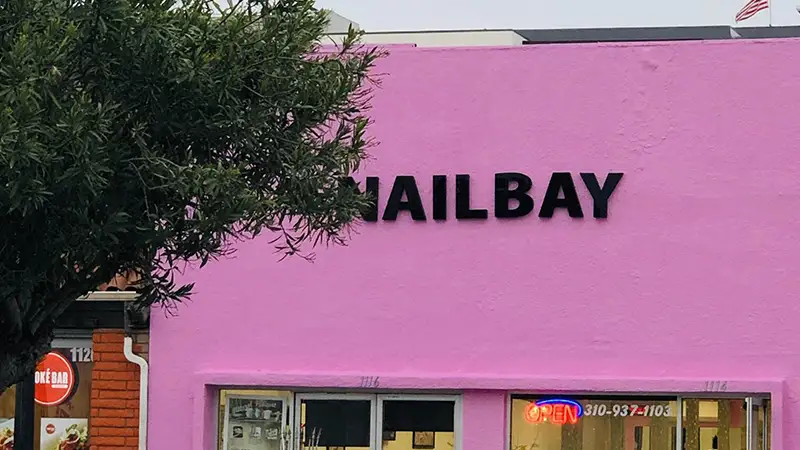 NAILBAY
1116
1116
OPEN
310-937-1103
112
OKÉ BAR